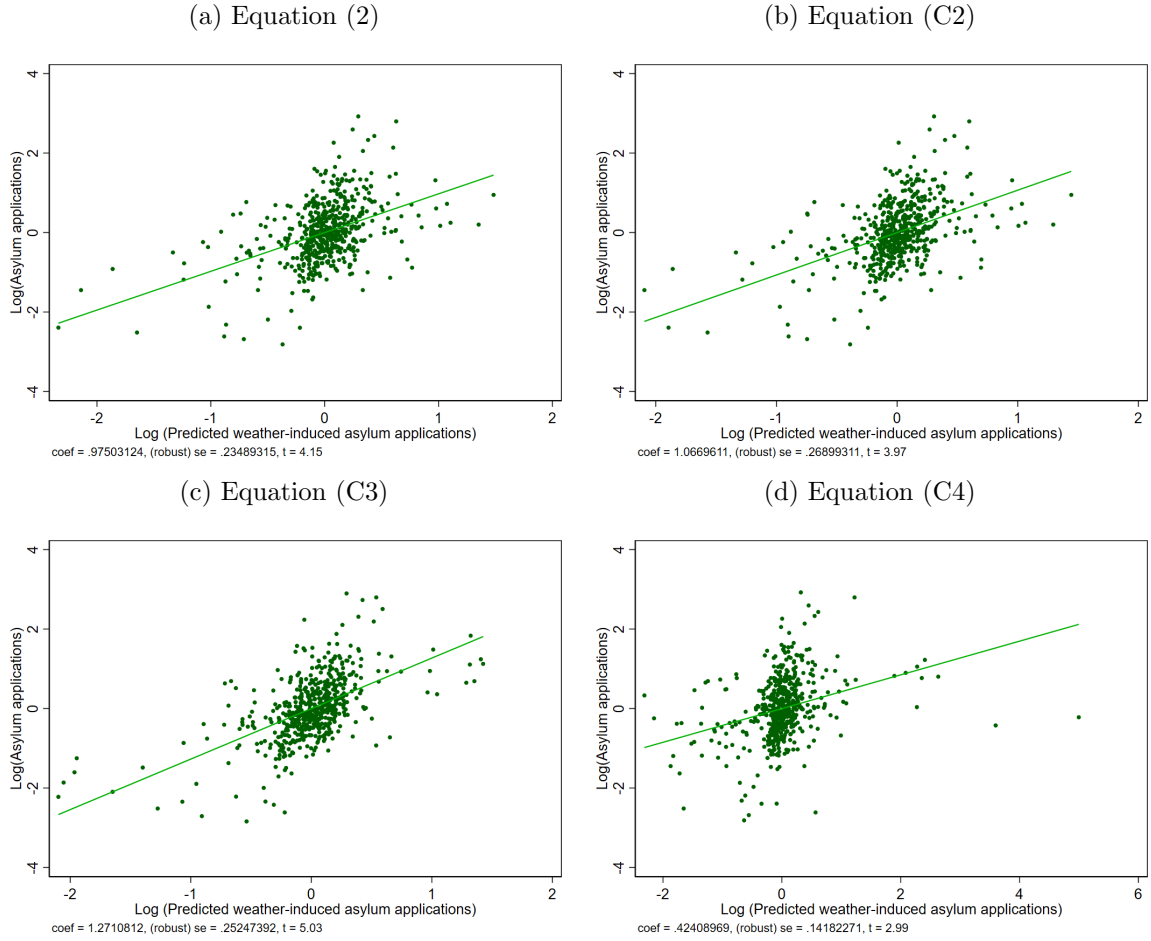 (a) Equation (2)
Log(Asylum applications)
4
2
0
-2
-4
-2
-1
0
1
2
Log (Predicted weather-induced asylum applications)
coef = .97503124, (robust) se = .23489315, t = 4.15
(b) Equation (C2)
Log(Asylum applications)
4
2
0
-2
-4
-2
-1
0
1
2
Log (Predicted weather-induced asylum applications)
coef = 1.0669611, (robust) se = .26899311, t = 3.97
(c) Equation (C3)
Log(Asylum applications)
4
2
0
-2
-4
-2
-1
0
1
2
Log (Predicted weather-induced asylum applications)
coef = 1.2710812, (robust) se = .25247392, t = 5.03
(d) Equation (C4)
Log(Asylum applications)
4
2
0
-2
-4
-2
0
2
4
6
Log (Predicted weather-induced asylum applications)
coef = .42408969, (robust) se = .14182271, t = 2.99